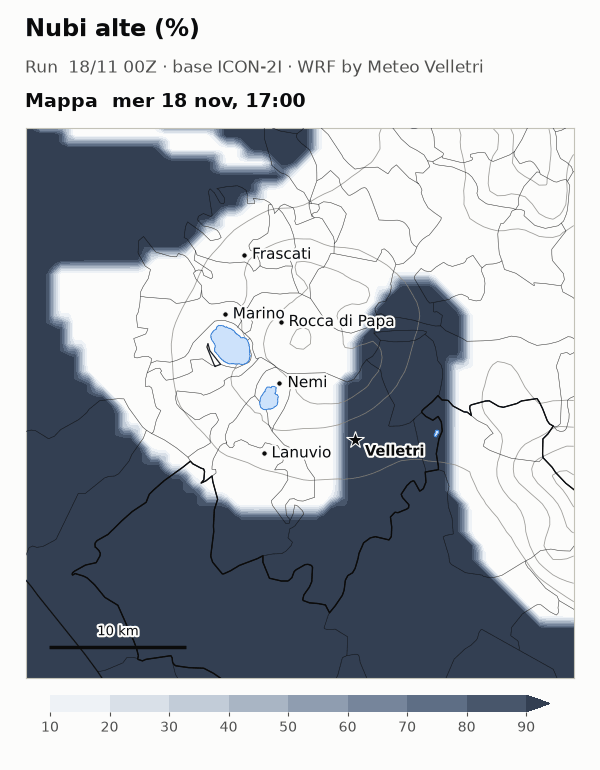 Nubi alte (%)
Run  18/11 00Z · base ICON-2I · WRF by Meteo Velletri
Mappa  mer 18 nov, 17:00
Frascati
Marino
Rocca di Papa
Nemi
Velletri
Lanuvio
10 km
10 20 30 40 50 60 70 80 90